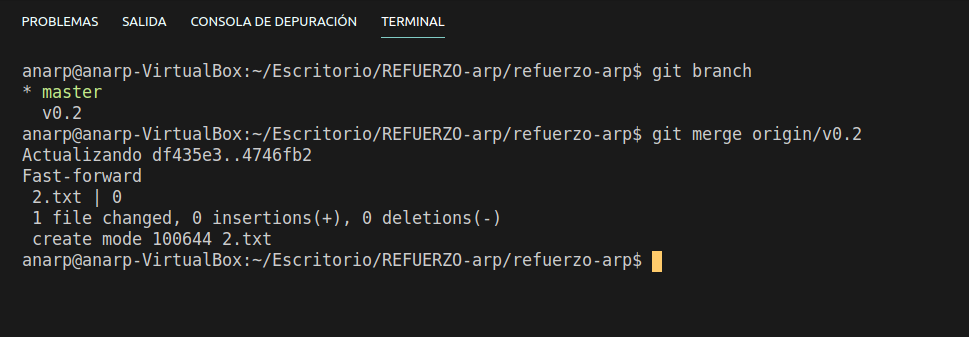 PROBLEMAS SALIDA CONSOLA DE DEPURACIÓN TERMINAL
anarp@anarp-VirtualBox:~/Escritorio/REFUERZO-arp/refuerzo-arp$ git branch
* master
  v0.2
anarp@anarp-VirtualBox:~/Escritorio/REFUERZO-arp/refuerzo-arp$ git merge origin/v0.2
Actualizando df435e3..4746fb2
Fast-forward
 2.txt | 0
 1 file changed, 0 insertions(+), 0 deletions(-)
 create mode 100644 2.txt
anarp@anarp-VirtualBox:~/Escritorio/REFUERZO-arp/refuerzo-arp$